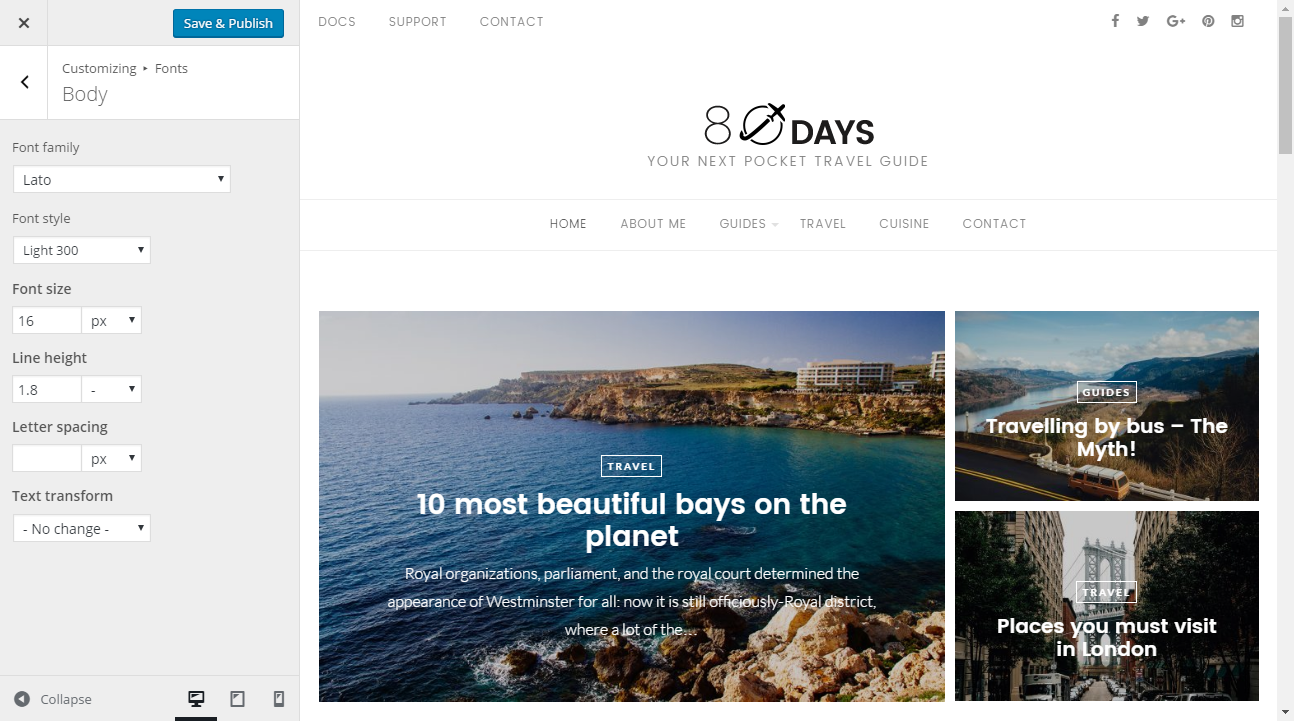 Save & Publish
Customizing ▸ Fonts
Body
Font family
Lato
Font style
Light 300
Font size
16 px
Line height
1.8 -
Letter spacing
px
Text transform
- No change -
Collapse
DOCS SUPPORT CONTACT
80 DAYS
YOUR NEXT POCKET TRAVEL GUIDE
HOME ABOUT ME GUIDES TRAVEL CUISINE CONTACT
TRAVEL
10 most beautiful bays on the
planet
Royal organizations, parliament, and the royal court determined the
appearance of Westminster for all: now it is still officiously-Royal district,
where a lot of the…
GUIDES
Travelling by bus – The
Myth!
TRAVEL
Places you must visit
in London